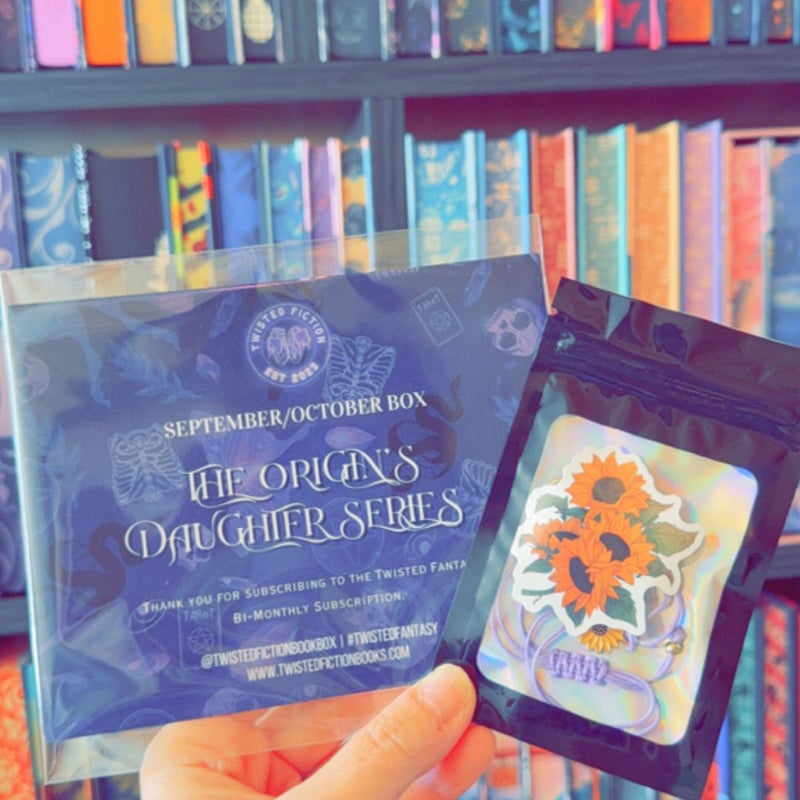 TWISTED FICTION
EST 2023
TAROT
SEPTEMBER/OCTOBER BOX
THE ORIGIN'S
DAUGHTER SERIES
THANK YOU FOR SUBSCRIBING TO THE TWISTED FANTA
BI-MONTHLY SUBSCRIPTION.
TAROT
@TWISTEDFICTIONBOOKBOX | #TWISTEDFANTASY
WWW.TWISTEDFICTIONBOOKS.COM